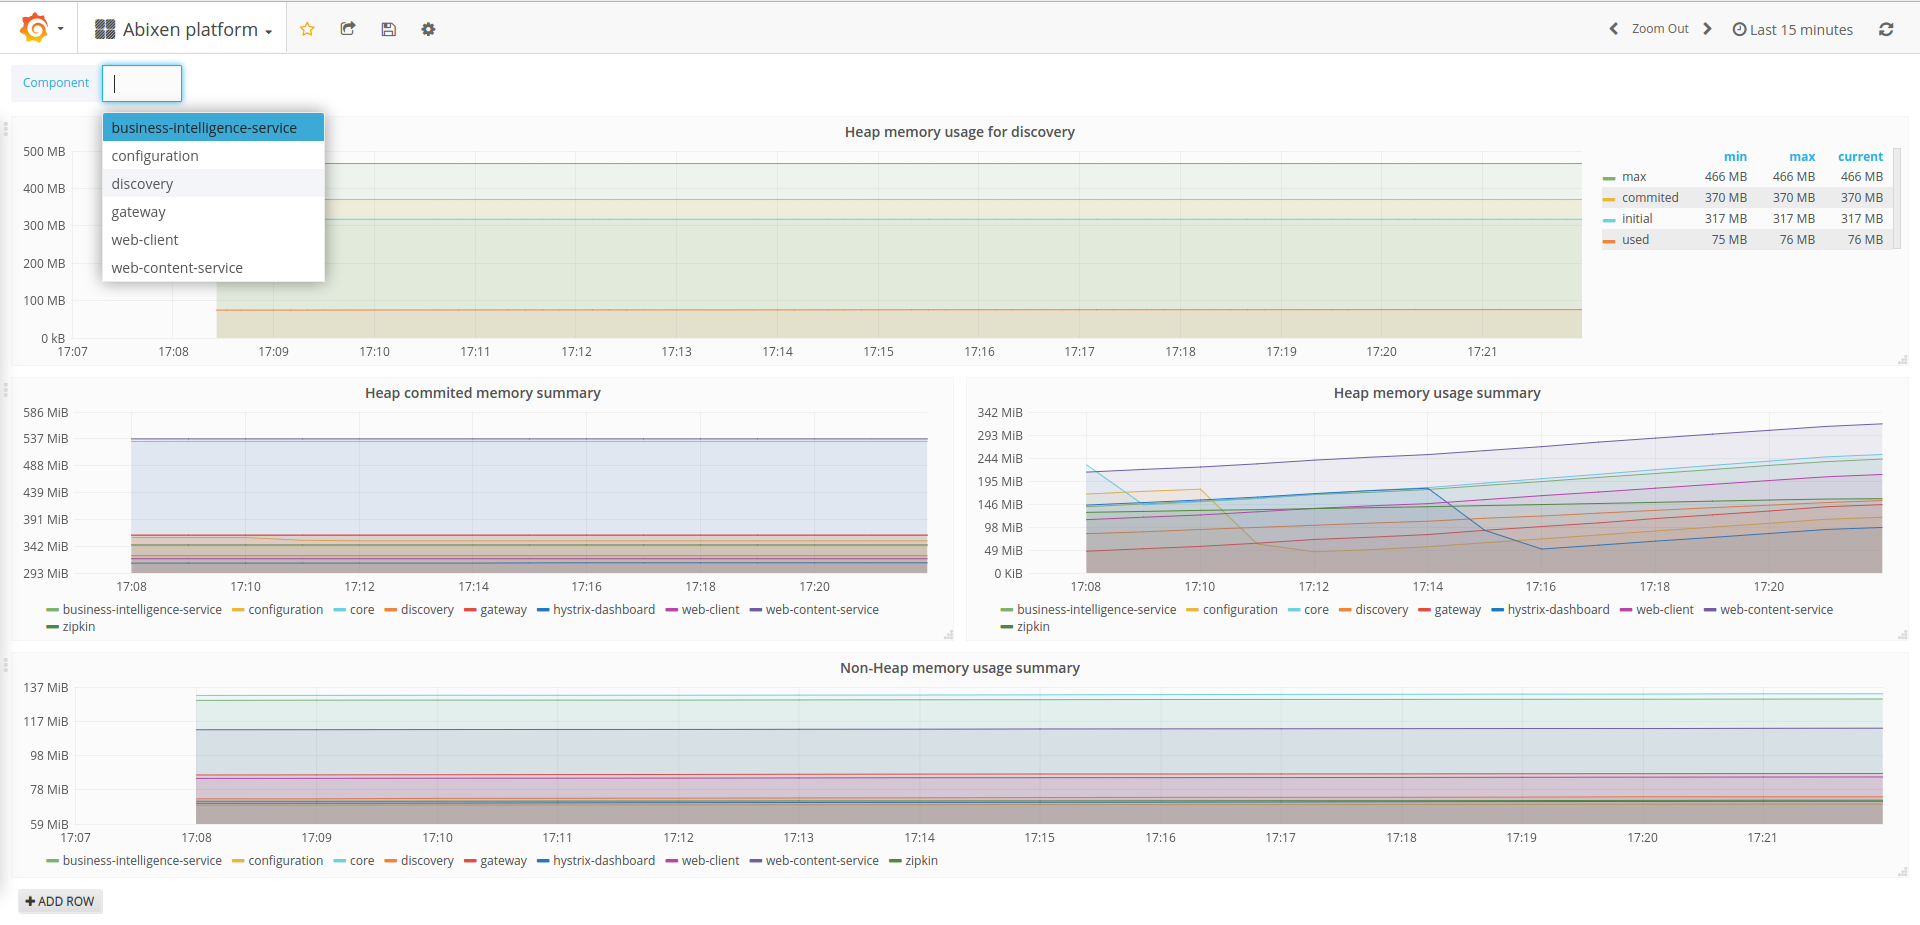 Abixen platform
Zoom Out
Last 15 minutes
Component
business-intelligence-service
configuration
discovery
gateway
web-client
web-content-service
Heap memory usage for discovery
500 MB
400 MB
300 MB
200 MB
100 MB
0 kB
17:07 17:08 17:09 17:10 17:11 17:12 17:13 17:14 17:15 17:16 17:17 17:18 17:19 17:20 17:21
min max current
max 466 MB 466 MB 466 MB
commited 370 MB 370 MB 370 MB
initial 317 MB 317 MB 317 MB
used 75 MB 76 MB 76 MB
Heap commited memory summary
586 MiB
537 MiB
488 MiB
439 MiB
391 MiB
342 MiB
293 MiB
17:08 17:10 17:12 17:14 17:16 17:18 17:20
business-intelligence-service configuration core discovery gateway hystrix-dashboard web-client web-content-service
zipkin
Heap memory usage summary
342 MiB
293 MiB
244 MiB
195 MiB
146 MiB
98 MiB
49 MiB
0 KiB
17:08 17:10 17:12 17:14 17:16 17:18 17:20
business-intelligence-service configuration core discovery gateway hystrix-dashboard web-client web-content-service
zipkin
Non-Heap memory usage summary
137 MiB
117 MiB
98 MiB
78 MiB
59 MiB
17:07 17:08 17:09 17:10 17:11 17:12 17:13 17:14 17:15 17:16 17:17 17:18 17:19 17:20 17:21
business-intelligence-service configuration core discovery gateway hystrix-dashboard web-client web-content-service zipkin
ADD ROW